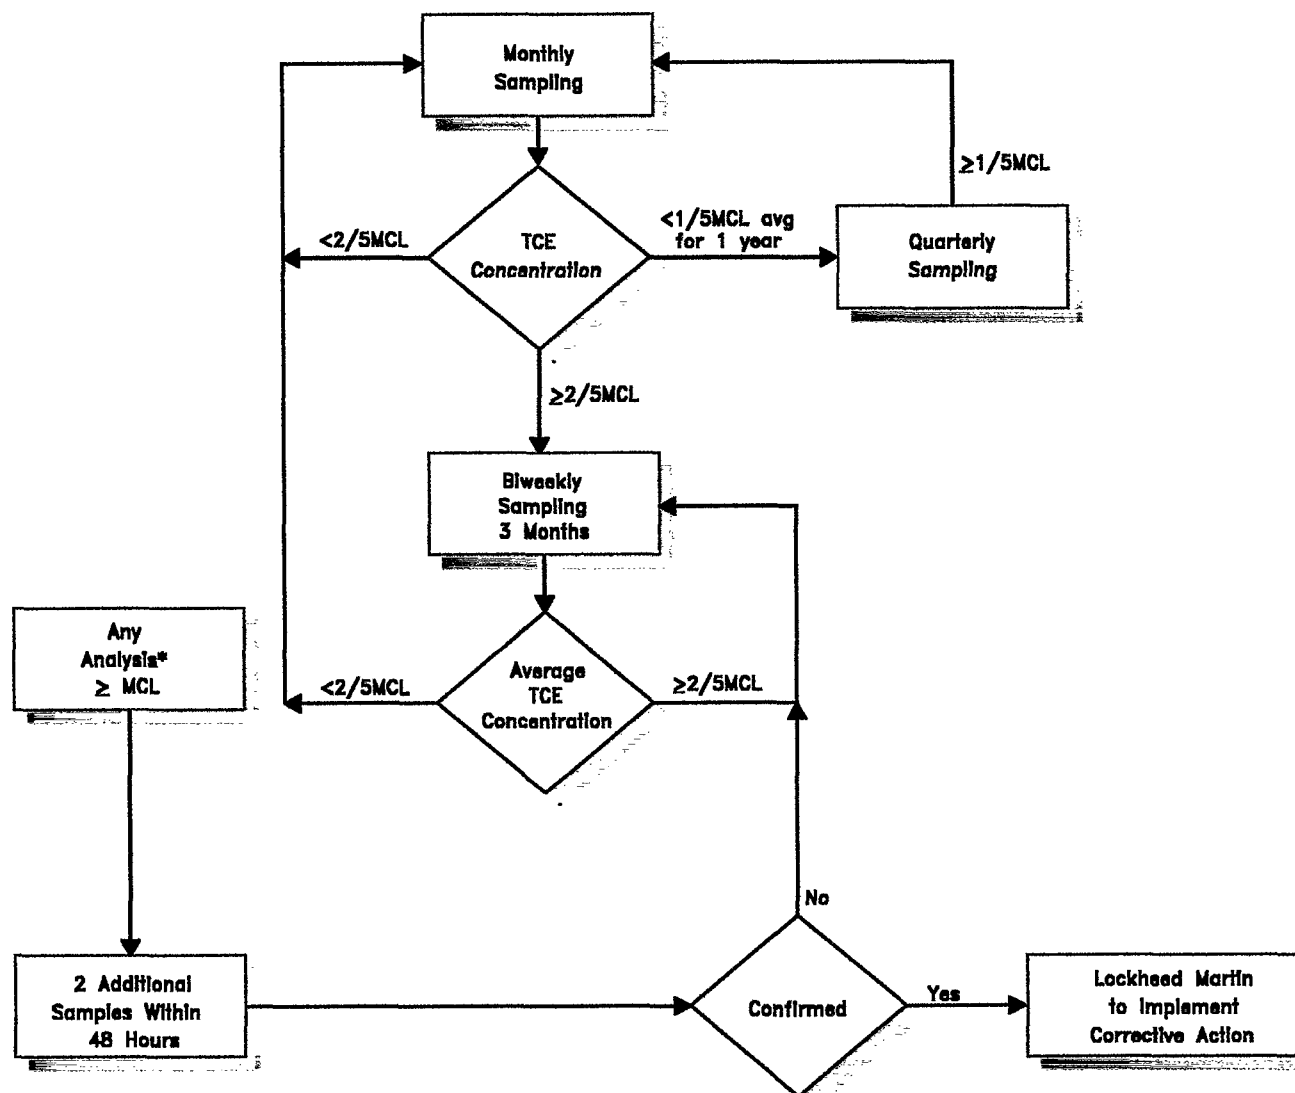 Monthly
Sampling
≥1/5MCL
<2/5MCL
TCE
Concentration
<1/5MCL avg
for 1 year
Quarterly
Sampling
≥2/5MCL
Biweekly
Sampling
3 Months
Any
Analysis*
≥ MCL
<2/5MCL
Average
TCE
Concentration
≥2/5MCL
No
2 Additional
Samples Within
48 Hours
Confirmed
Yes
Lockheed Martin
to Implement
Corrective Action